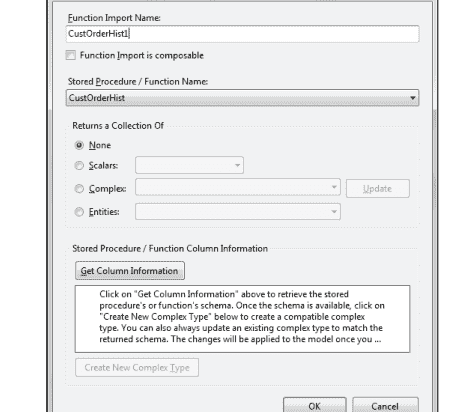 Function Import Name:
CustOrderHist1
Function Import is composable
Stored Procedure / Function Name:
CustOrderHist
Returns a Collection Of
None
Scalars:
Complex:
Update
Entities:
Stored Procedure / Function Column Information
Get Column Information
Click on "Get Column Information" above to retrieve the stored
procedure's or function's schema. Once the schema is available, click on
"Create New Complex Type" below to create a compatible complex
type. You can also always update an existing complex type to match the
returned schema. The changes will be applied to the model once you ...
Create New Complex Type
OK
Cancel